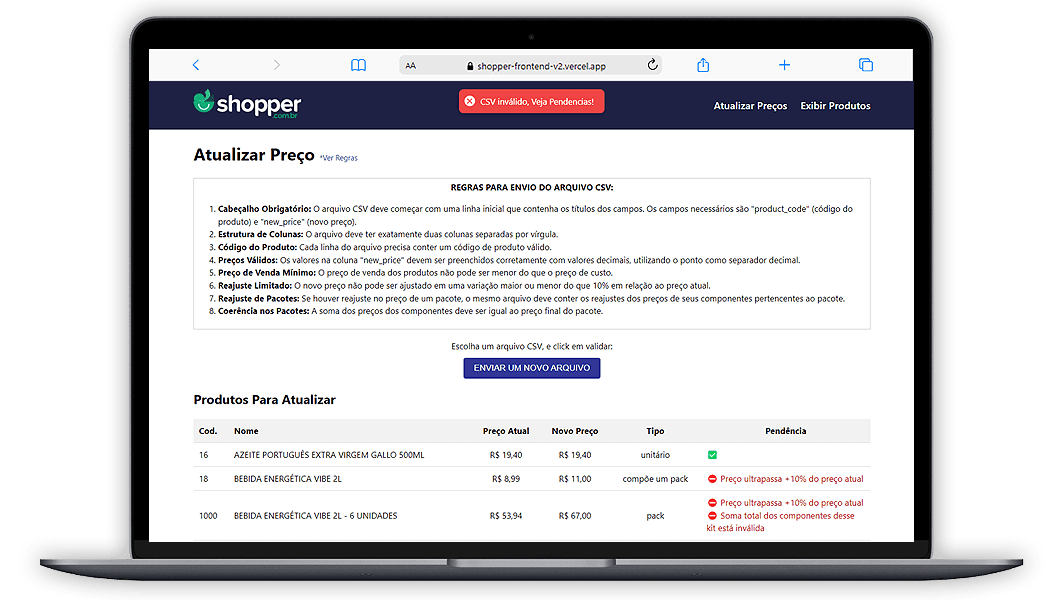 AA shopper-frontend-v2.vercel.app
shopper
.com.br
CSV inválido, Veja Pendencias!
Atualizar Preços Exibir Produtos
Atualizar Preço *Ver Regras
REGRAS PARA ENVIO DO ARQUIVO CSV:
1. Cabeçalho Obrigatório: O arquivo CSV deve começar com uma linha inicial que contenha os títulos dos campos. Os campos necessários são "product_code" (código do
produto) e "new_price" (novo preço).
2. Estrutura de Colunas: O arquivo deve ter exatamente duas colunas separadas por vírgula.
3. Código do Produto: Cada linha do arquivo precisa conter um código de produto válido.
4. Preços Válidos: Os valores na coluna "new_price" devem ser preenchidos corretamente com valores decimais, utilizando o ponto como separador decimal.
5. Preço de Venda Mínimo: O preço de venda dos produtos não pode ser menor do que o preço de custo.
6. Reajuste Limitado: O novo preço não pode ser ajustado em uma variação maior ou menor do que 10% em relação ao preço atual.
7. Reajuste de Pacotes: Se houver reajuste no preço de um pacote, o mesmo arquivo deve conter os reajustes dos preços de seus componentes pertencentes ao pacote.
8. Coerência nos Pacotes: A soma dos preços dos componentes deve ser igual ao preço final do pacote.
Escolha um arquivo CSV, e click em validar:
ENVIAR UM NOVO ARQUIVO
Produtos Para Atualizar
Cod. Nome Preço Atual Novo Preço Tipo Pendência
16 AZEITE PORTUGUÊS EXTRA VIRGEM GALLO 500ML R$ 19,40 R$ 19,40 unitário
18 BEBIDA ENERGÉTICA VIBE 2L R$ 8,99 R$ 11,00 compõe um pack Preço ultrapassa +10% do preço atual
1000 BEBIDA ENERGÉTICA VIBE 2L - 6 UNIDADES R$ 53,94 R$ 67,00 pack Preço ultrapassa +10% do preço atual
Soma total dos componentes desse
kit está inválida